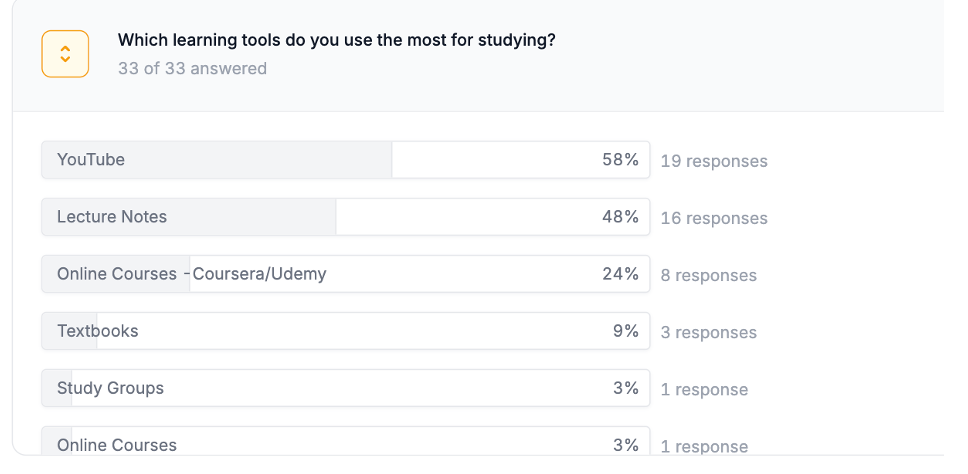 Which learning tools do you use the most for studying?
33 of 33 answered
YouTube 58% 19 responses
Lecture Notes 48% 16 responses
Online Courses -Coursera/Udemy 24% 8 responses
Textbooks 9% 3 responses
Study Groups 3% 1 response
Online Courses 3% 1 response